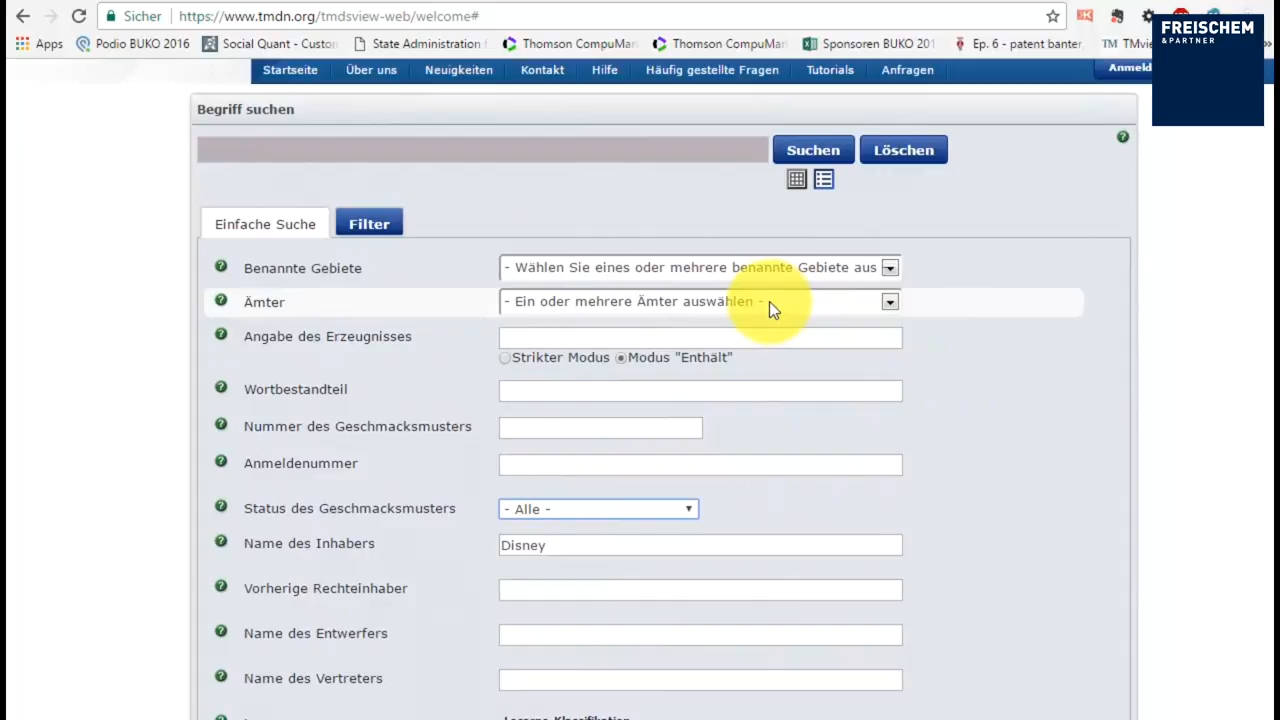 Sicher https://www.tmdn.org/tmdsview-web/welcome#
FREISCHEM
& PARTNER
Apps Podio BUKO 2016 Social Quant - Custo State Administration Thomson CompuMar Thomson CompuMar Sponsoren BUKO 201 Ep. 6 - patent banter TM »
Startseite Über uns Neuigkeiten Kontakt Hilfe Häufig gestellte Fragen Tutorials Anfragen
Begriff suchen
Suchen Löschen
Einfache Suche Filter
Benannte Gebiete - Wählen Sie eines oder mehrere benannte Gebiete aus
Ämter - Ein oder mehrere Ämter auswählen -
Angabe des Erzeugnisses
Strikter Modus Modus "Enthält"
Wortbestandteil
Nummer des Geschmacksmusters
Anmeldenummer
Status des Geschmacksmusters - Alle -
Name des Inhabers Disney
Vorherige Rechteinhaber
Name des Entwerfers
Name des Vertreters